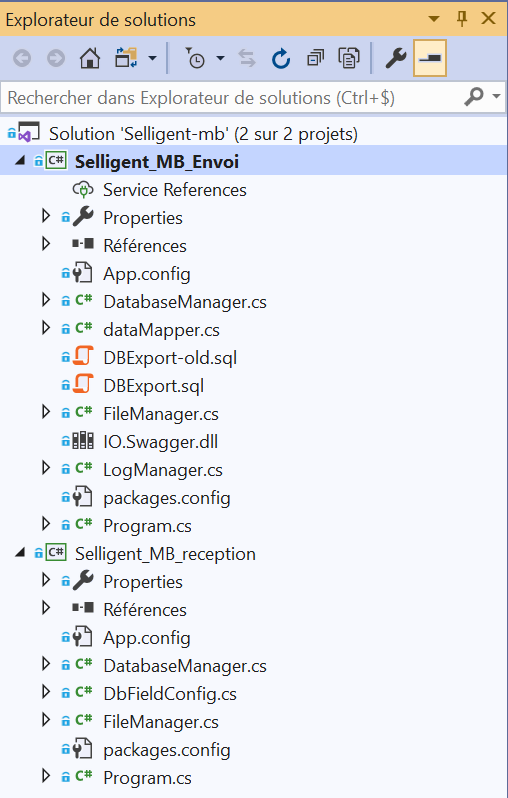 Explorateur de solutions
Rechercher dans Explorateur de solutions (Ctrl+$)
Solution 'Selligent-mb' (2 sur 2 projets)
C# Selligent_MB_Envoi
Service References
Properties
Références
App.config
C# DatabaseManager.cs
C# dataMapper.cs
DBExport-old.sql
DBExport.sql
C# FileManager.cs
IO.Swagger.dll
C# LogManager.cs
packages.config
C# Program.cs
C# Selligent_MB_reception
Properties
Références
App.config
C# DatabaseManager.cs
C# DbFieldConfig.cs
C# FileManager.cs
packages.config
C# Program.cs